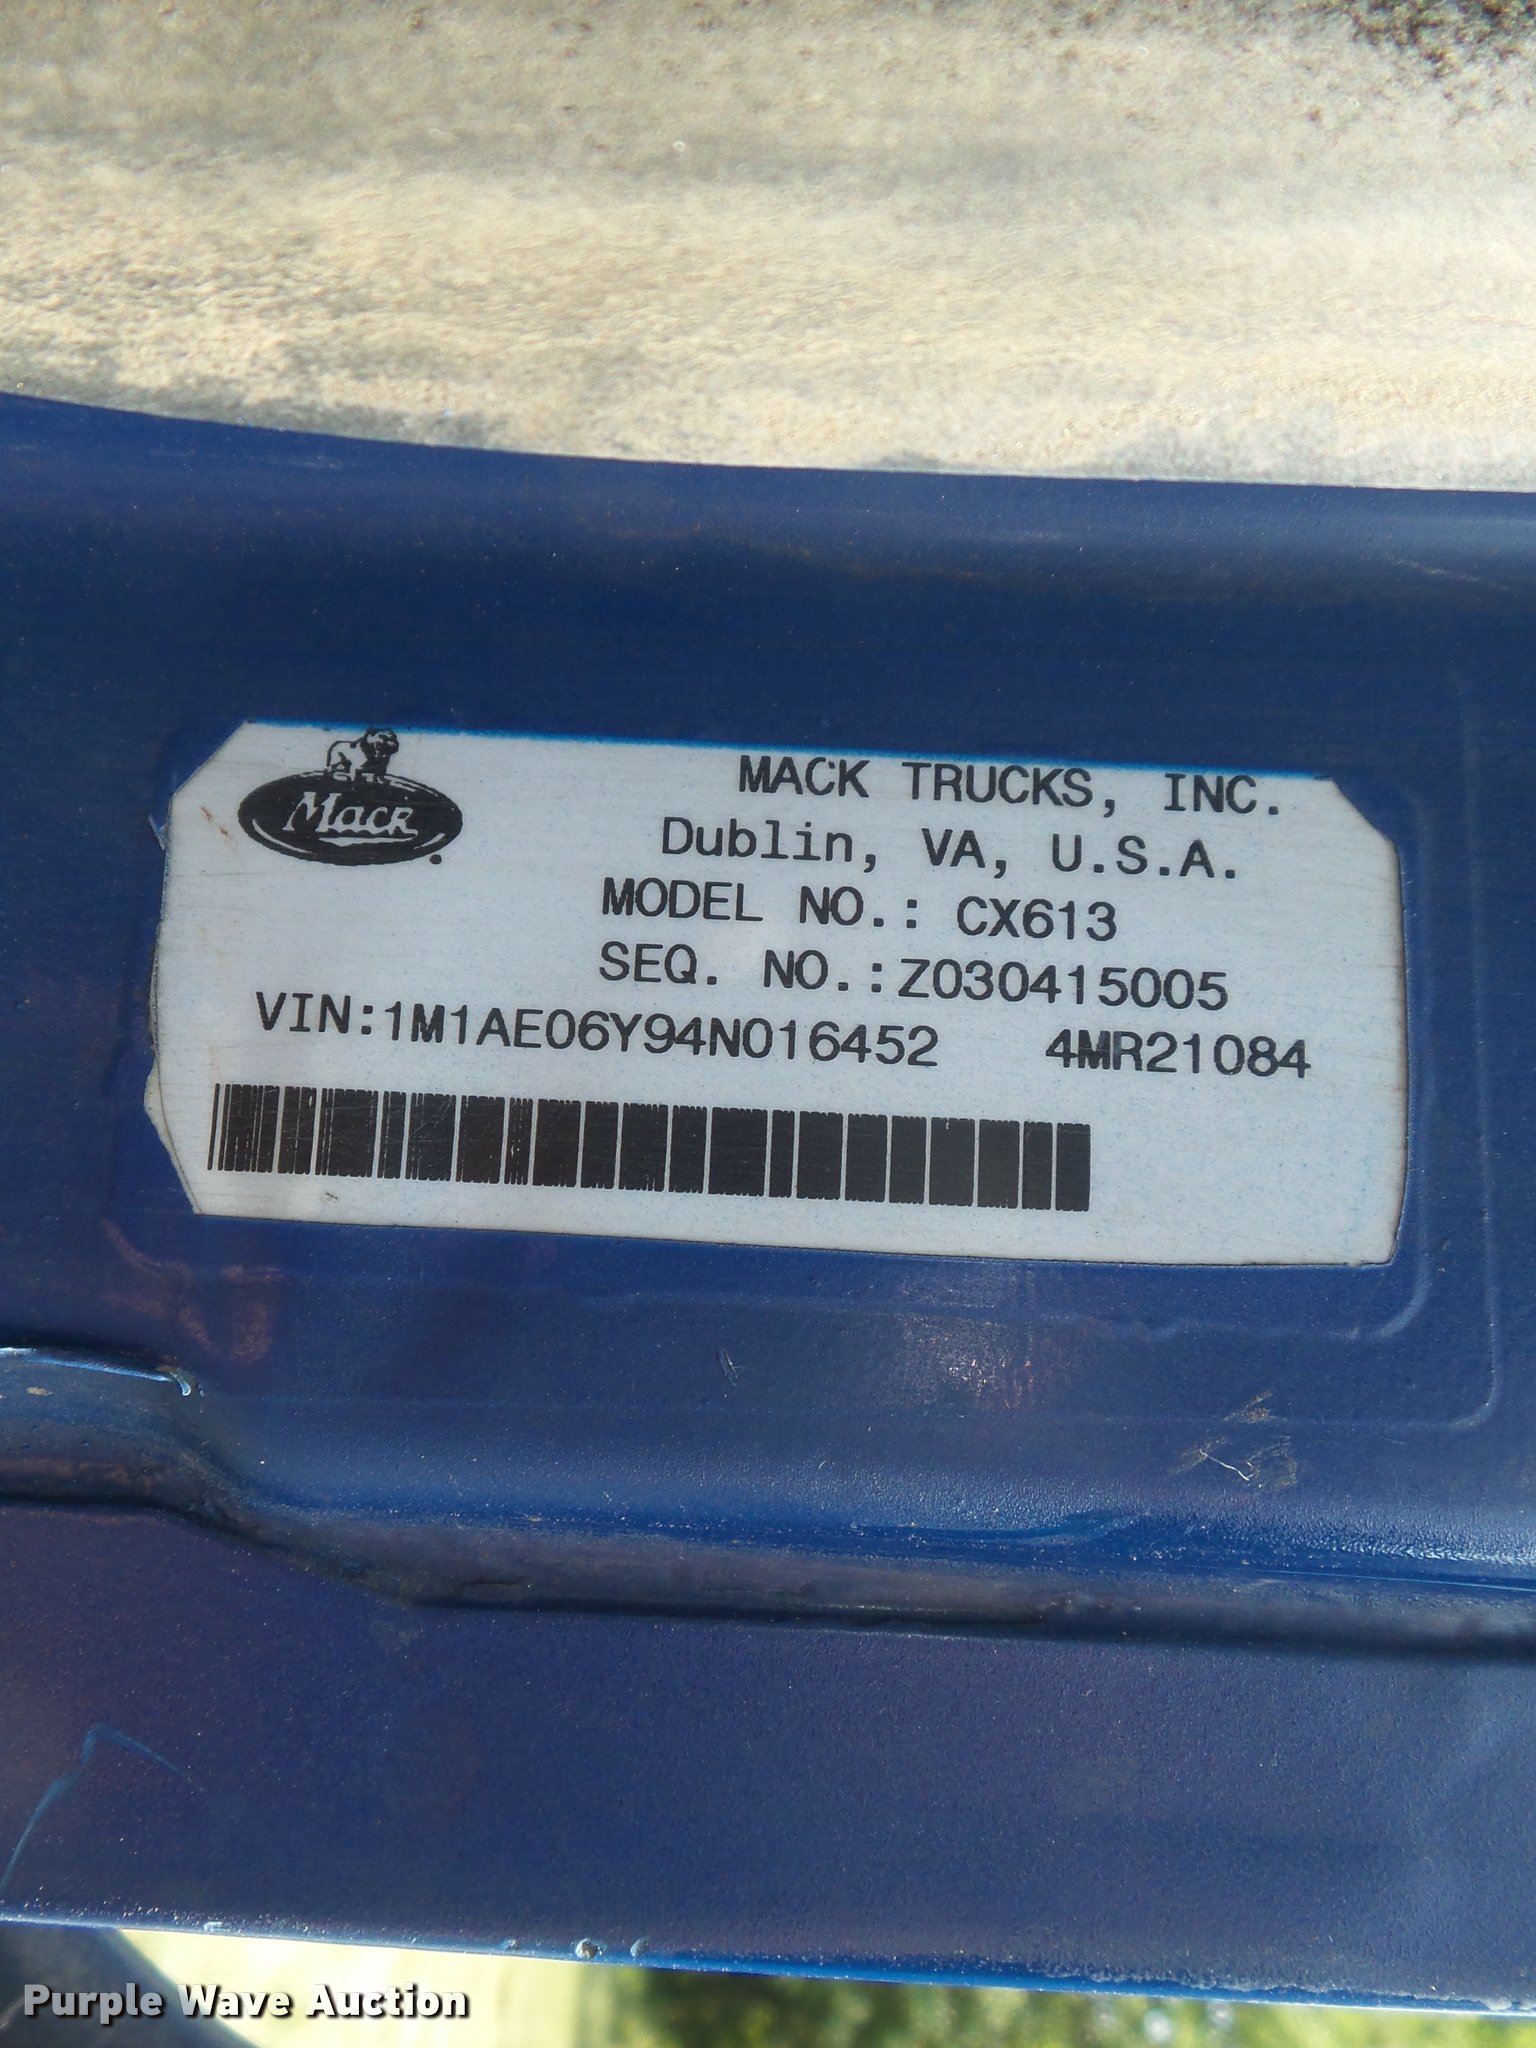 Mack
MACK TRUCKS, INC.
Dublin, VA, U.S.A.
MODEL NO.: CX613
SEQ. NO.:Z030415005
VIN:1M1AE06Y94N016452 4MR21084
Purple Wave Auction